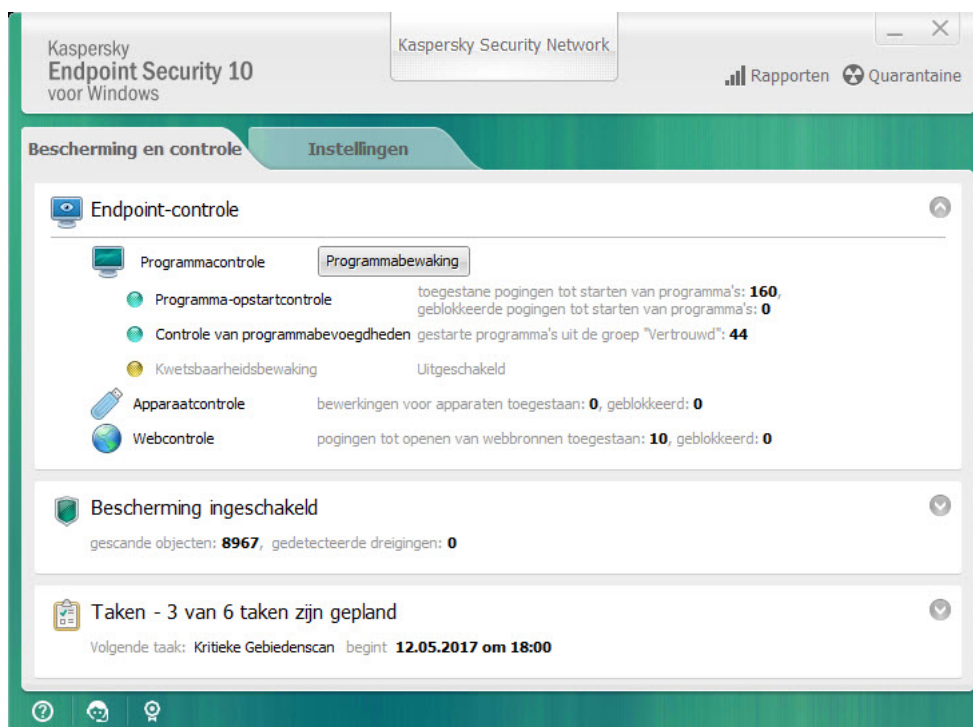 Kaspersky
Endpoint Security 10
voor Windows
Kaspersky Security Network
Rapporten
Quarantaine
Bescherming en controle
Instellingen
Endpoint-controle
Programmacontrole
Programmabewaking
Programma-opstartcontrole
toegestane pogingen tot starten van programma's: 160,
geblokkeerde pogingen tot starten van programma's: 0
Controle van programmabevoegdheden gestarte programma's uit de groep "Vertrouwd": 44
Kwetsbaarheidsbewaking Uitgeschakeld
Apparaatcontrole bewerkingen voor apparaten toegestaan: 0, geblokkeerd: 0
Webcontrole pogingen tot openen van webbronnen toegestaan: 10, geblokkeerd: 0
Bescherming ingeschakeld
gescande objecten: 8967, gedetecteerde dreigingen: 0
Taken - 3 van 6 taken zijn gepland
Volgende taak: Kritieke Gebiedenscan begint 12.05.2017 om 18:00